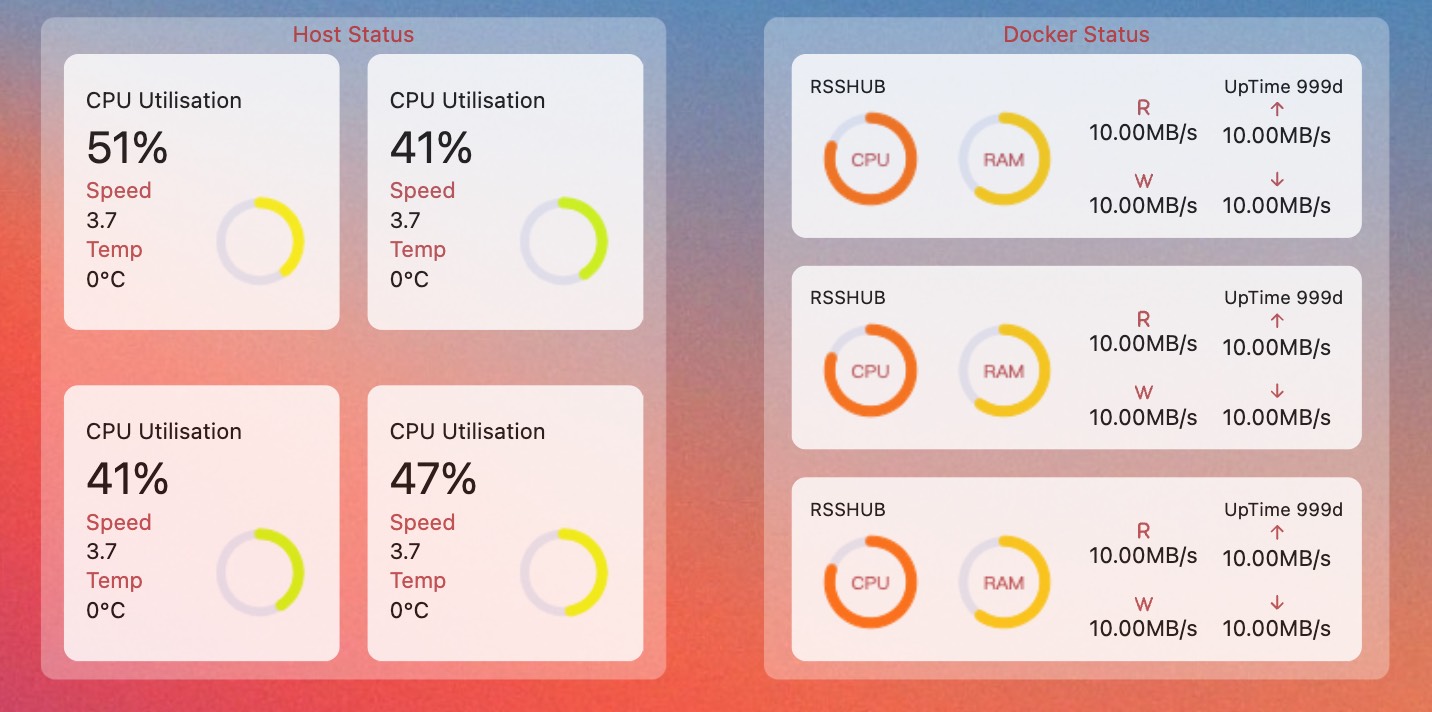 Host Status
CPU Utilisation
51%
Speed
3.7
Temp
0°C
CPU Utilisation
41%
Speed
3.7
Temp
0°C
CPU Utilisation
41%
Speed
3.7
Temp
0°C
CPU Utilisation
47%
Speed
3.7
Temp
0°C
Docker Status
RSSHUB
UpTime 999d
CPU
RAM
R
↑
10.00MB/s
10.00MB/s
W
↓
10.00MB/s
10.00MB/s
RSSHUB
UpTime 999d
CPU
RAM
R
↑
10.00MB/s
10.00MB/s
W
↓
10.00MB/s
10.00MB/s
RSSHUB
UpTime 999d
CPU
RAM
R
↑
10.00MB/s
10.00MB/s
W
↓
10.00MB/s
10.00MB/s